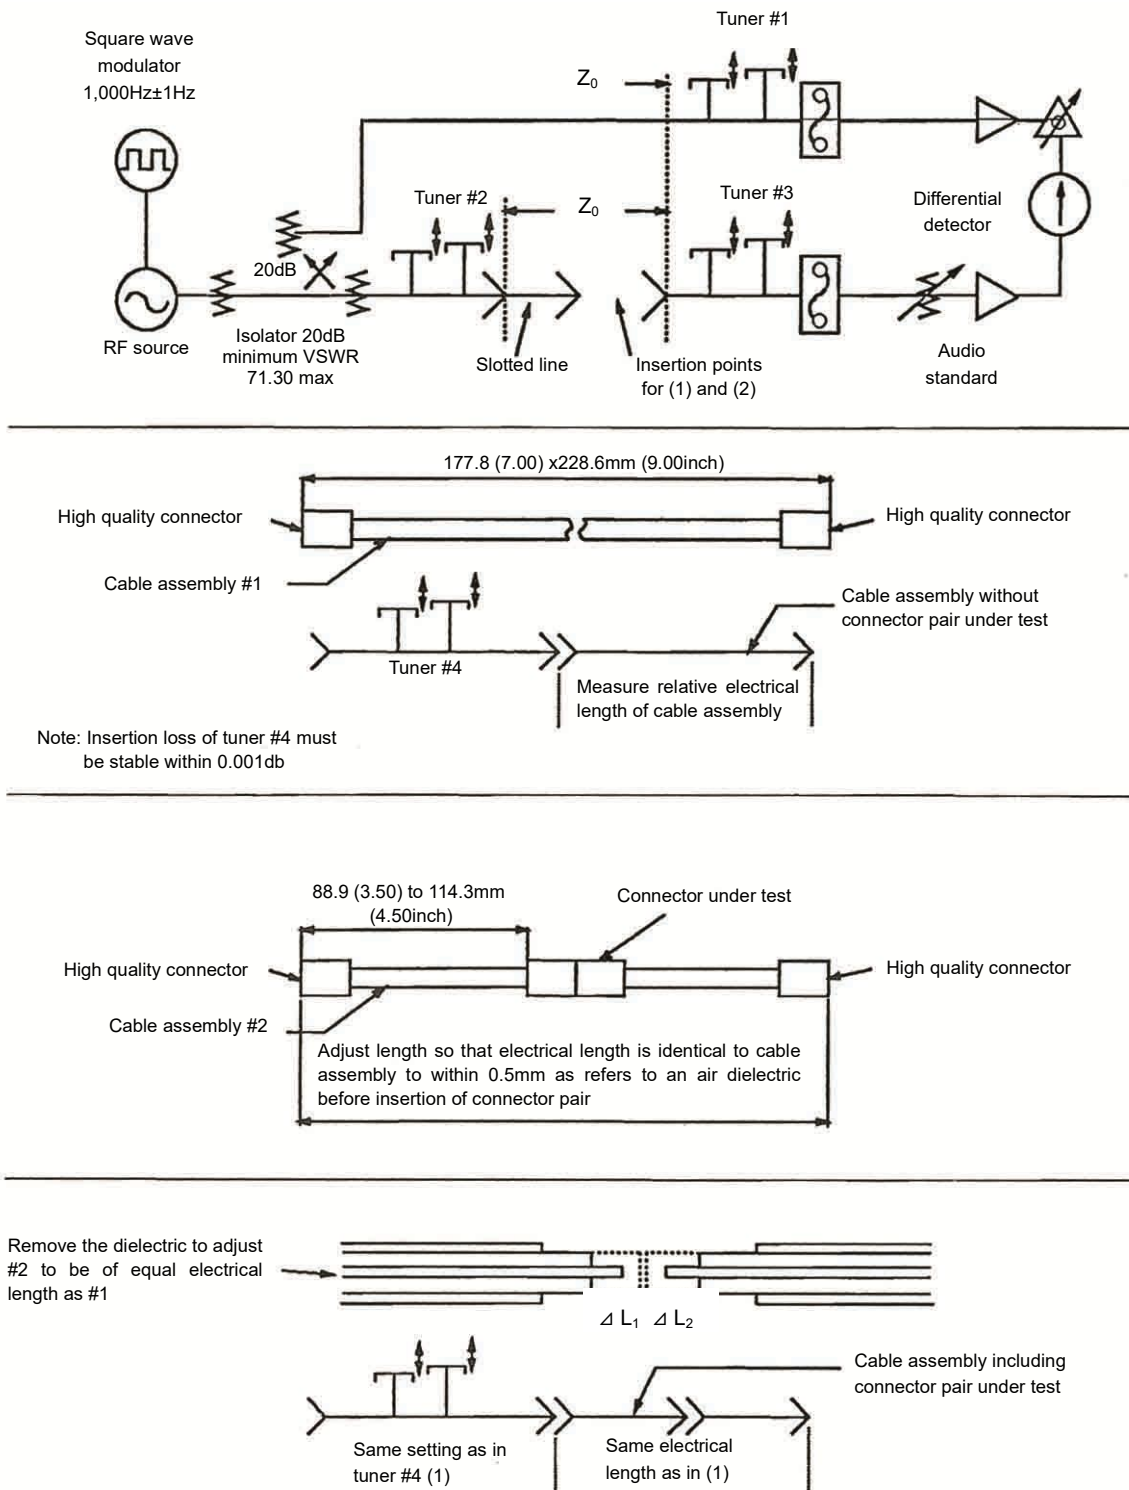 Tuner #1
Square wave
modulator
1,000Hz±1Hz
Z₀
Tuner #2
Z₀
Tuner #3
Differential
detector
20dB
RF source
Isolator 20dB
minimum VSWR
71.30 max
Slotted line
Insertion points
for (1) and (2)
Audio
standard
177.8 (7.00) x228.6mm (9.00inch)
High quality connector
High quality connector
Cable assembly #1
Cable assembly without
connector pair under test
Tuner #4
Measure relative electrical
length of cable assembly
Note: Insertion loss of tuner #4 must
be stable within 0.001db
88.9 (3.50) to 114.3mm
(4.50inch)
Connector under test
High quality connector
High quality connector
Cable assembly #2
Adjust length so that electrical length is identical to cable
assembly to within 0.5mm as refers to an air dielectric
before insertion of connector pair
Remove the dielectric to adjust
#2 to be of equal electrical
length as #1
⊿ L₁ ⊿ L₂
Cable assembly including
connector pair under test
Same setting as in
tuner #4 (1)
Same electrical
length as in (1)